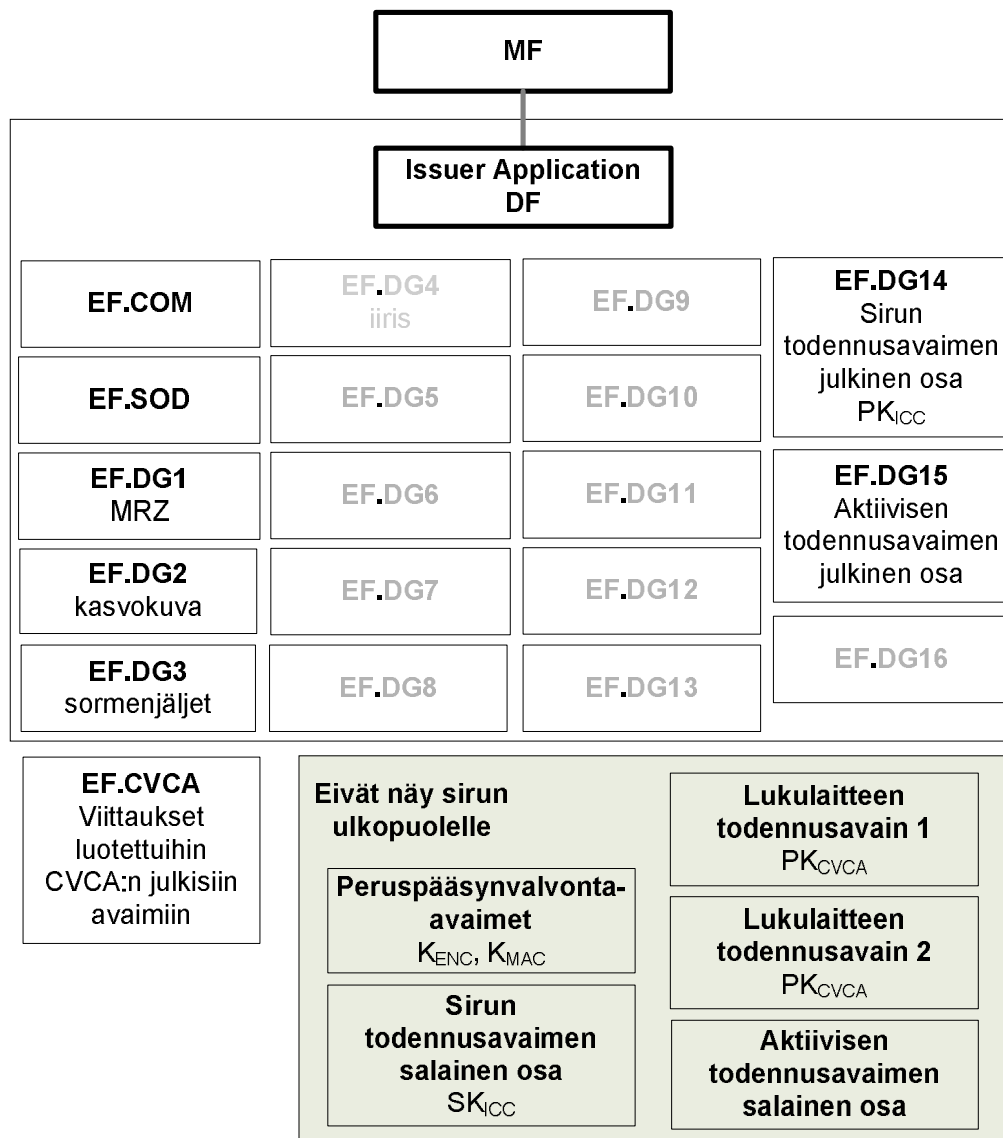 MF
Issuer Application
DF
EF.COM
EF.SOD
EF.DG1
MRZ
EF.DG2
kasvokuva
EF.DG3
sormenjäljet
EF.DG4
iiris
EF.DG5
EF.DG6
EF.DG7
EF.DG8
EF.DG9
EF.DG10
EF.DG11
EF.DG12
EF.DG13
EF.DG14
Sirun
todennusavaimen
julkinen osa
PKICC
EF.DG15
Aktiivisen
todennusavaimen
julkinen osa
EF.DG16
EF.CVCA
Viittaukset
luotettuihin
CVCA:n julkisiin
avaimiin
Eivät näy sirun
ulkopuolelle
Peruspääsynvalvonta-
avaimet
KENC, KMAC
Sirun
todennusavaimen
salainen osa
SKICC
Lukulaitteen
todennusavain 1
PKCVCA
Lukulaitteen
todennusavain 2
PKCVCA
Aktiivisen
todennusavaimen
salainen osa